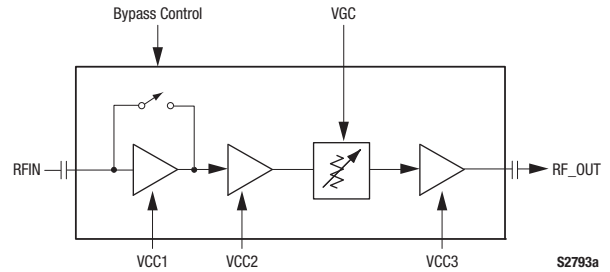 Bypass Control
VGC
RFIN
RF_OUT
VCC1
VCC2
VCC3
S2793a